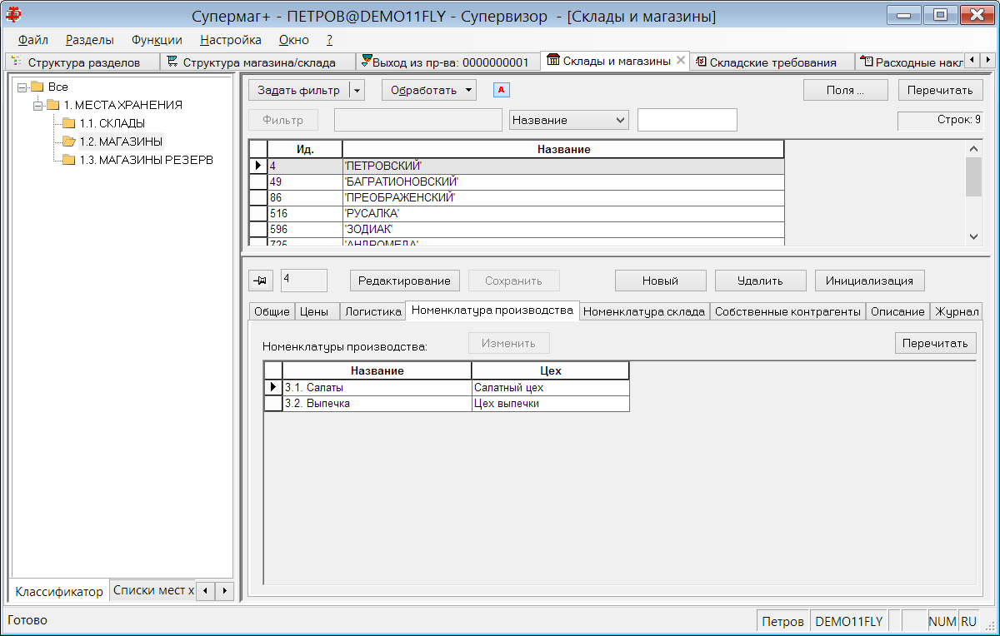 Супермаг+ - ПЕТРОВ@DEMO11FLY - Супервизор - [Склады и магазины]
Файл Разделы Функции Настройка Окно ?
Структура разделов Структура магазина/склада Выход из пр-ва: 0000000001 Склады и магазины Складские требования Расходные накл
Все
1. МЕСТА ХРАНЕНИЯ
1.1. СКЛАДЫ
1.2. МАГАЗИНЫ
1.3. МАГАЗИНЫ РЕЗЕРВ
Классификатор Списки мест х
Задать фильтр Обработать A Поля ... Перечитать
Фильтр Название Строк: 9
Ид. Название
4 'ПЕТРОВСКИЙ'
49 'БАГРАТИОНОВСКИЙ'
86 'ПРЕОБРАЖЕНСКИЙ'
516 'РУСАЛКА'
596 'ЗОДИАК'
726 'АНДРОМЕДА'
4 Редактирование Сохранить Новый Удалить Инициализация
Общие Цены Логистика Номенклатура производства Номенклатура склада Собственные контрагенты Описание Журнал
Номенклатуры производства: Изменить Перечитать
Название Цех
3.1. Салаты Салатный цех
3.2. Выпечка Цех выпечки
Готово Петров DEMO11FLY NUM RU